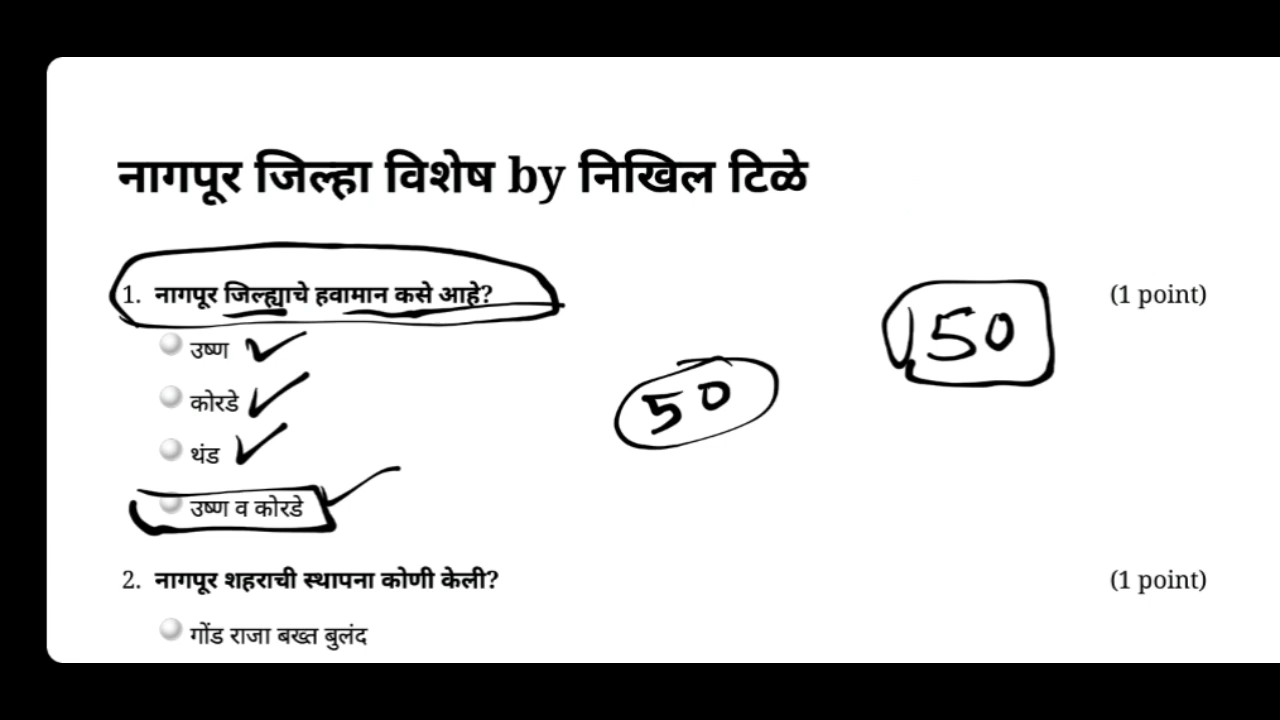 नागपूर जिल्हा विशेष by निखिल टिळे
1. नागपूर जिल्ह्याचे हवामान कसे आहे? (1 point)
उष्ण
कोरडे
थंड
उष्ण व कोरडे
50
50
2. नागपूर शहराची स्थापना कोणी केली? (1 point)
गोंड राजा बख्त बुलंद